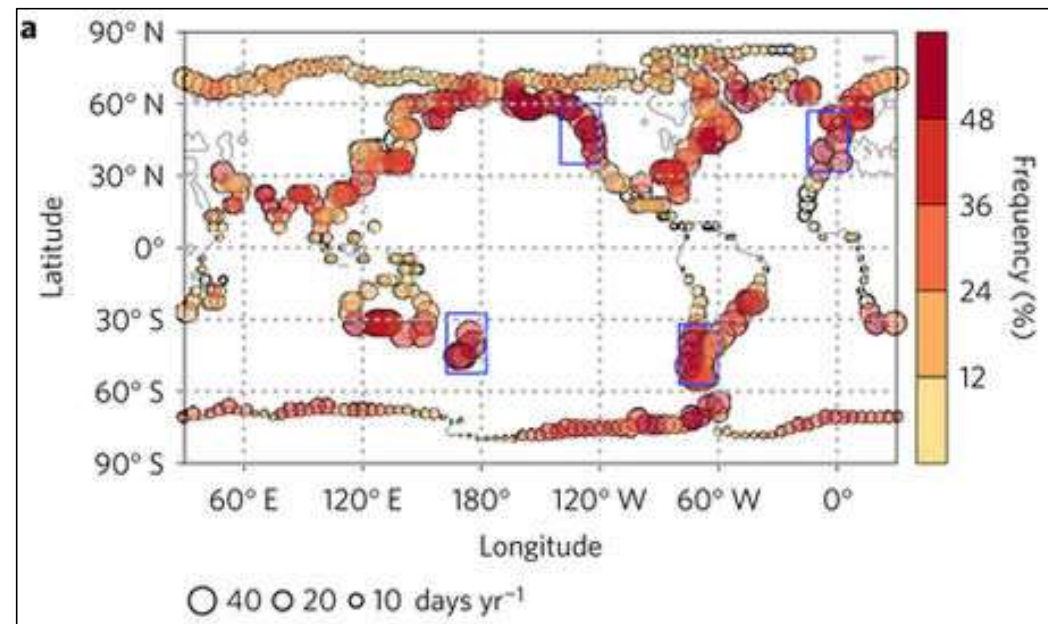 a
90° N
60° N
30° N
0°
30° S
60° S
90° S
Latitude
60° E 120° E 180° 120° W 60° W 0°
Longitude
48
36
24
12
Frequency (%)
40 20 10 days yr⁻¹